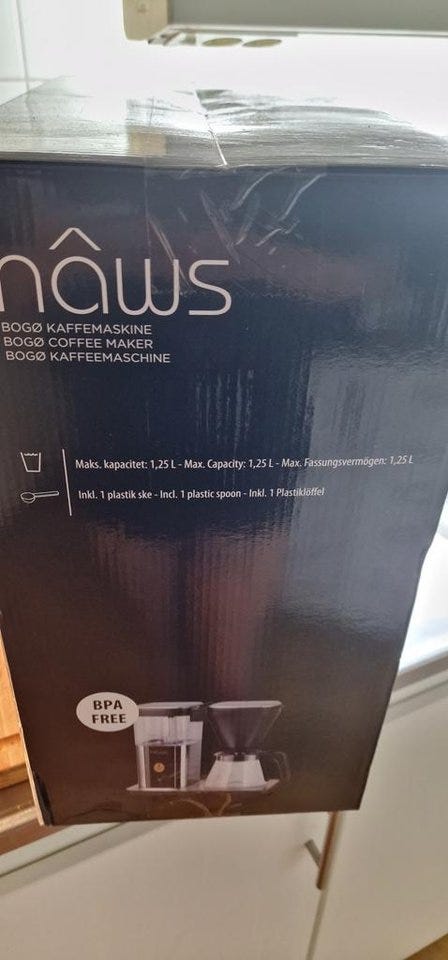 nâws
BOGØ KAFFEMASKINE
BOGØ COFFEE MAKER
BOGØ KAFFEEMASCHINE
Maks. kapacitet: 1,25 L - Max. Capacity: 1,25 L - Max. Fassungsvermögen: 1,25 L
Inkl. 1 plastik ske - Incl. 1 plastic spoon - Inkl. 1 Plastiklöffel
BPA
FREE